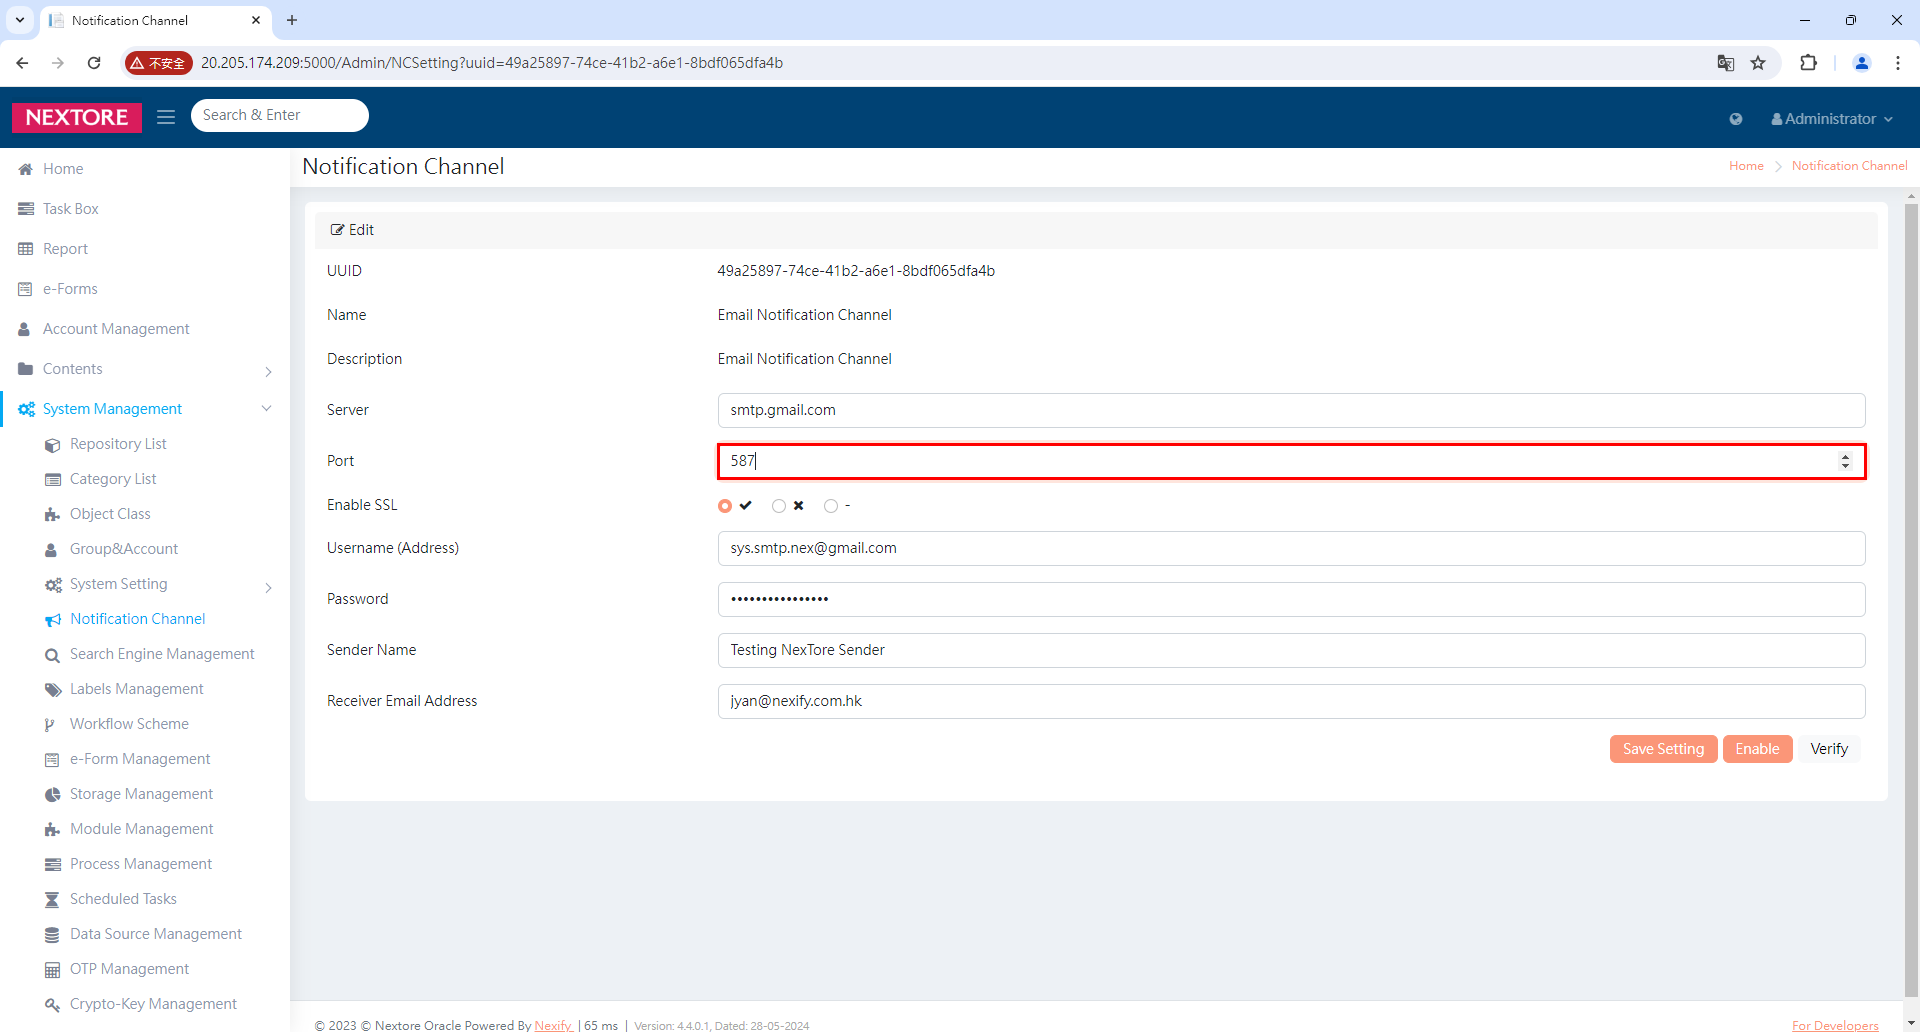 Notification Channel
不安全
20.205.174.209:5000/Admin/NCSetting?uuid=49a25897-74ce-41b2-a6e1-8bdf065dfa4b
NEXTORE
Search & Enter
Administrator
Home
Task Box
Report
e-Forms
Account Management
Contents
System Management
Repository List
Category List
Object Class
Group&Account
System Setting
Notification Channel
Search Engine Management
Labels Management
Workflow Scheme
e-Form Management
Storage Management
Module Management
Process Management
Scheduled Tasks
Data Source Management
OTP Management
Crypto-Key Management
Notification Channel
Home Notification Channel
Edit
UUID 49a25897-74ce-41b2-a6e1-8bdf065dfa4b
Name Email Notification Channel
Description Email Notification Channel
Server smtp.gmail.com
Port 587
Enable SSL -
Username (Address) sys.smtp.nex@gmail.com
Password ••••••••••••••••
Sender Name Testing NexTore Sender
Receiver Email Address jyan@nexify.com.hk
Save Setting Enable Verify
© 2023 © Nextore Oracle Powered By Nexify | 65 ms | Version: 4.4.0.1, Dated: 28-05-2024
For Developers